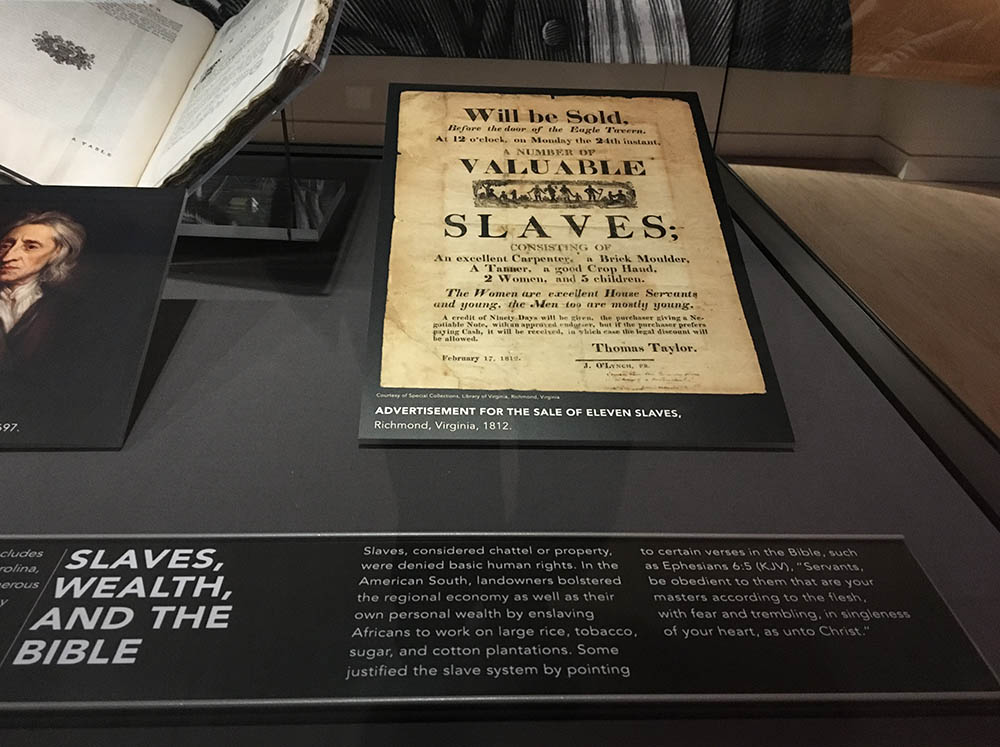 A TABLE
Will be Sold,
Before the door of the Eagle Tavern.
At 12 o'clock, on Monday the 24th instant,
A NUMBER OF
VALUABLE
SLAVES;
CONSISTING OF
An excellent Carpenter, a Brick Moulder,
A Tanner, a good Crop Hand,
2 Women, and 5 children.
The Women are excellent House Servants
and young, the Men too are mostly young.
A credit of Ninety Days will be given, the purchaser giving a Ne-
gotiable Note, with an approved endorser, but if the purchaser prefers
paying Cash, it will be received, in which case the legal discount will
be allowed.
Thomas Taylor.
February 17, 1812.
J. O'LYNCH, PR.
Courtesy of Special Collections, Library of Virginia, Richmond, Virginia
ADVERTISEMENT FOR THE SALE OF ELEVEN SLAVES,
Richmond, Virginia, 1812.
697.
cludes
rolina,
nerous
y
SLAVES,
WEALTH,
AND THE
BIBLE
Slaves, considered chattel or property,
were denied basic human rights. In the
American South, landowners bolstered
the regional economy as well as their
own personal wealth by enslaving
Africans to work on large rice, tobacco,
sugar, and cotton plantations. Some
justified the slave system by pointing
to certain verses in the Bible, such
as Ephesians 6:5 (KJV), "Servants,
be obedient to them that are your
masters according to the flesh,
with fear and trembling, in singleness
of your heart, as unto Christ."